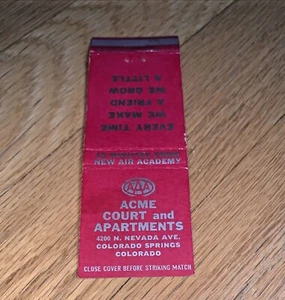 EVERY TIME
WE MAKE
A FRIEND
WE GROW
A LITTLE
NEW AIR ACADEMY
AAA
ACME
COURT and
APARTMENTS
4200 N. NEVADA AVE.
COLORADO SPRINGS
COLORADO
CLOSE COVER BEFORE STRIKING MATCH